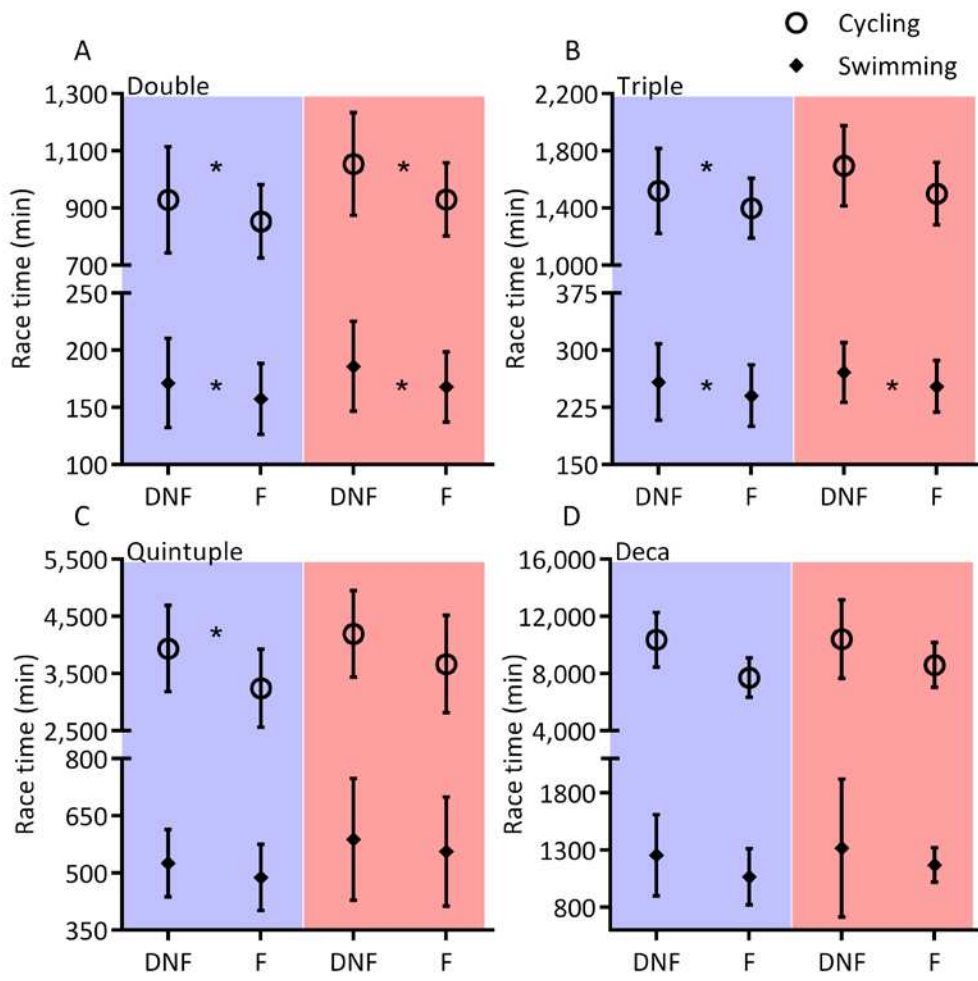 Cycling
Swimming
A
Double
Race time (min)
1,300
1,100
900
700
250
200
150
100
*
*
*
*
DNF F DNF F
B
Triple
Race time (min)
2,200
1,800
1,400
1,000
375
300
225
150
*
*
*
DNF F DNF F
C
Quintuple
Race time (min)
5,500
4,500
3,500
2,500
800
650
500
350
*
DNF F DNF F
D
Deca
Race time (min)
16,000
12,000
8,000
4,000
1800
1300
800
DNF F DNF F